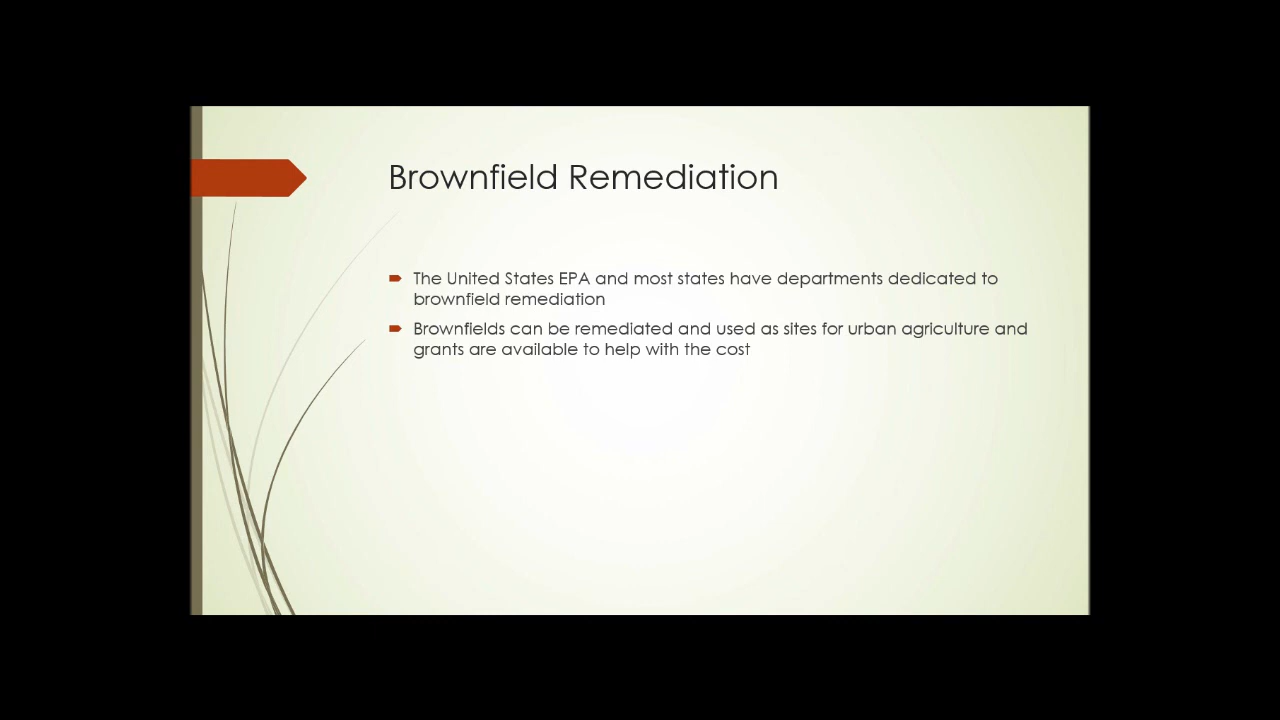 Brownfield Remediation
The United States EPA and most states have departments dedicated to
brownfield remediation
Brownfields can be remediated and used as sites for urban agriculture and
grants are available to help with the cost